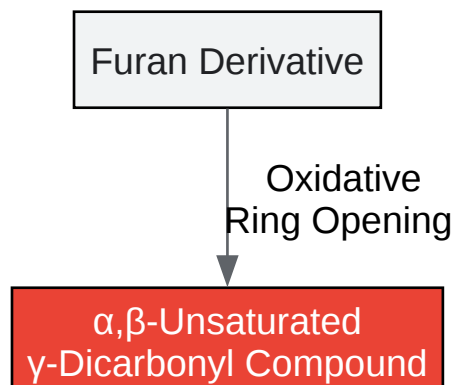 Furan Derivative
Oxidative
Ring Opening
α,β-Unsaturated
γ-Dicarbonyl Compound